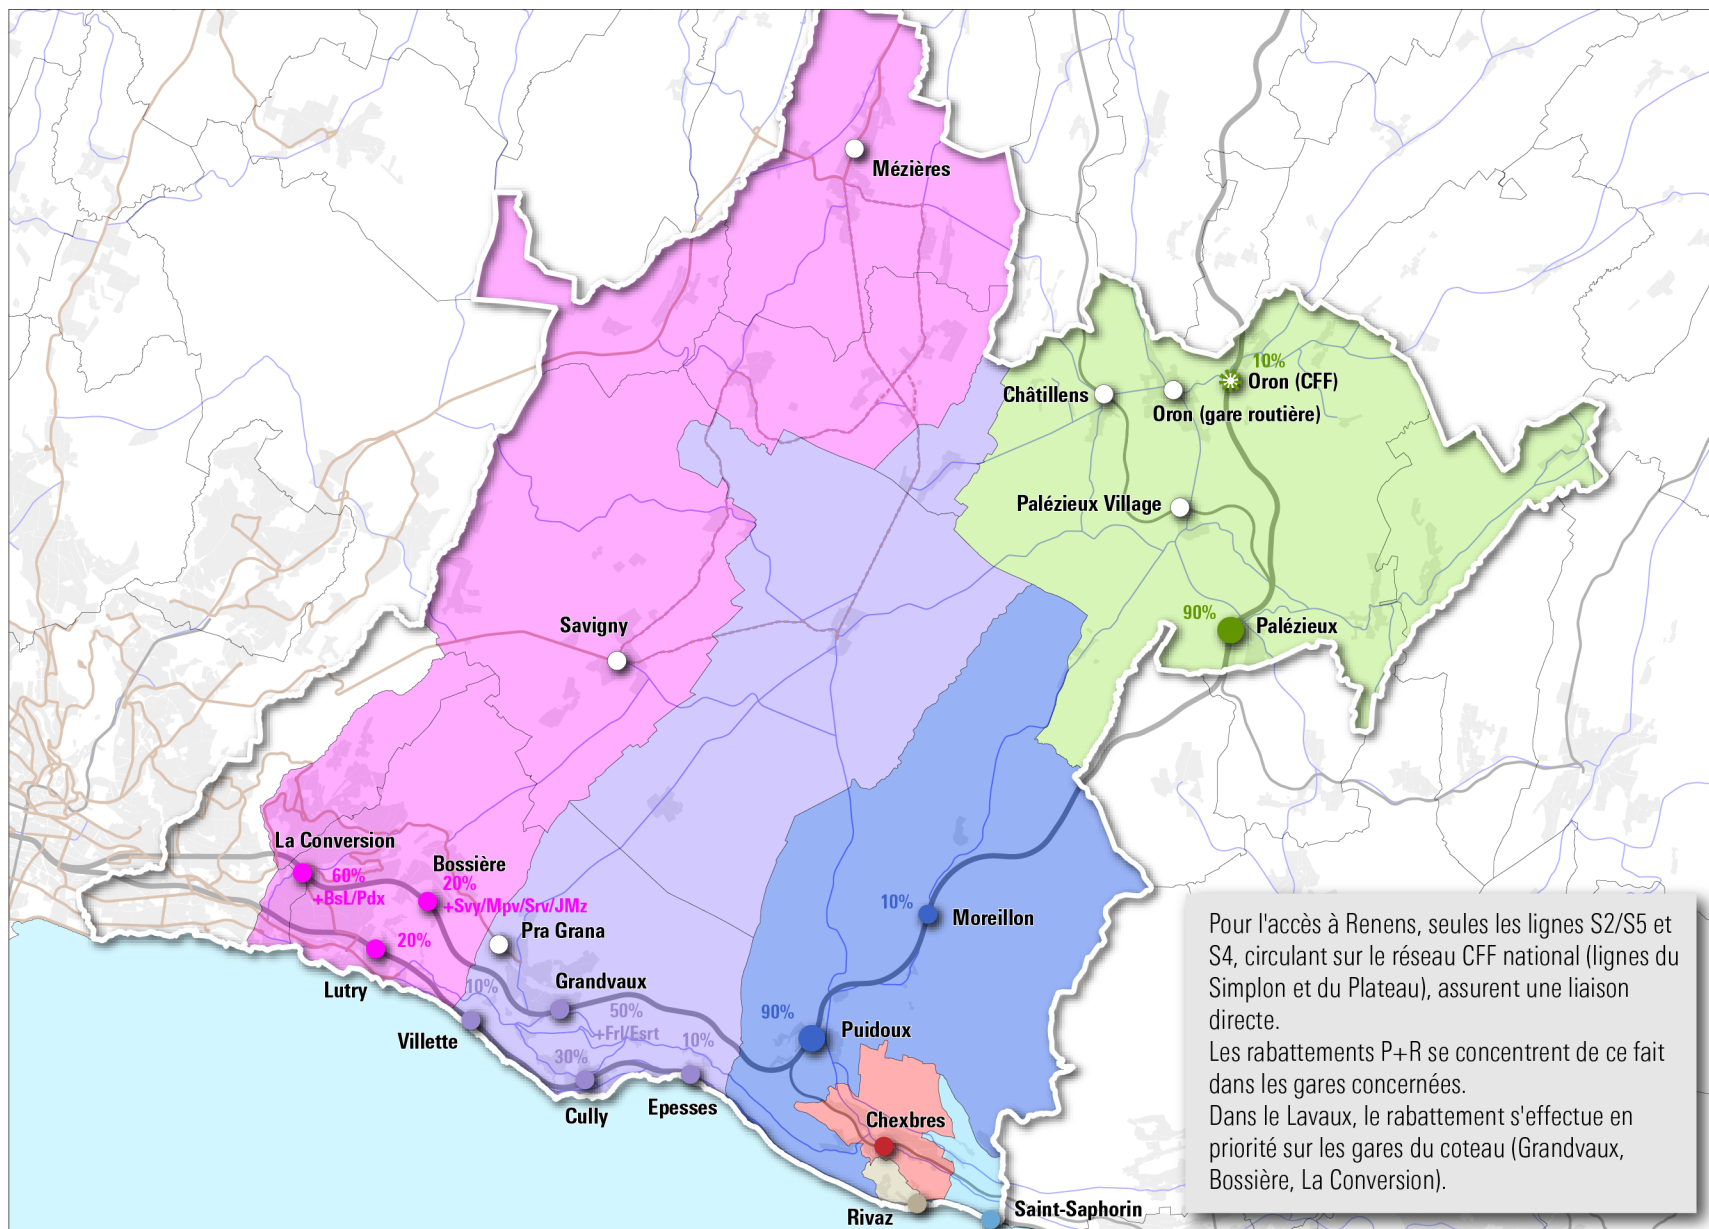 Mézières
10%
Oron (CFF)
Châtillens
Oron (gare routière)
Palézieux Village
90%
Palézieux
Savigny
La Conversion
60%
+BsL/Pdx
Bossière
20%
+Svy/Mpv/Srv/JMz
Pra Grana
20%
Lutry
10%
Villette
Grandvaux
50%
+Frl/Esrt
30%
Cully
10%
Epesses
10%
Moreillon
90%
Puidoux
Chexbres
Rivaz
Saint-Saphorin
Pour l'accès à Renens, seules les lignes S2/S5 et
S4, circulant sur le réseau CFF national (lignes du
Simplon et du Plateau), assurent une liaison
directe.
Les rabattements P+R se concentrent de ce fait
dans les gares concernées.
Dans le Lavaux, le rabattement s'effectue en
priorité sur les gares du coteau (Grandvaux,
Bossière, La Conversion).